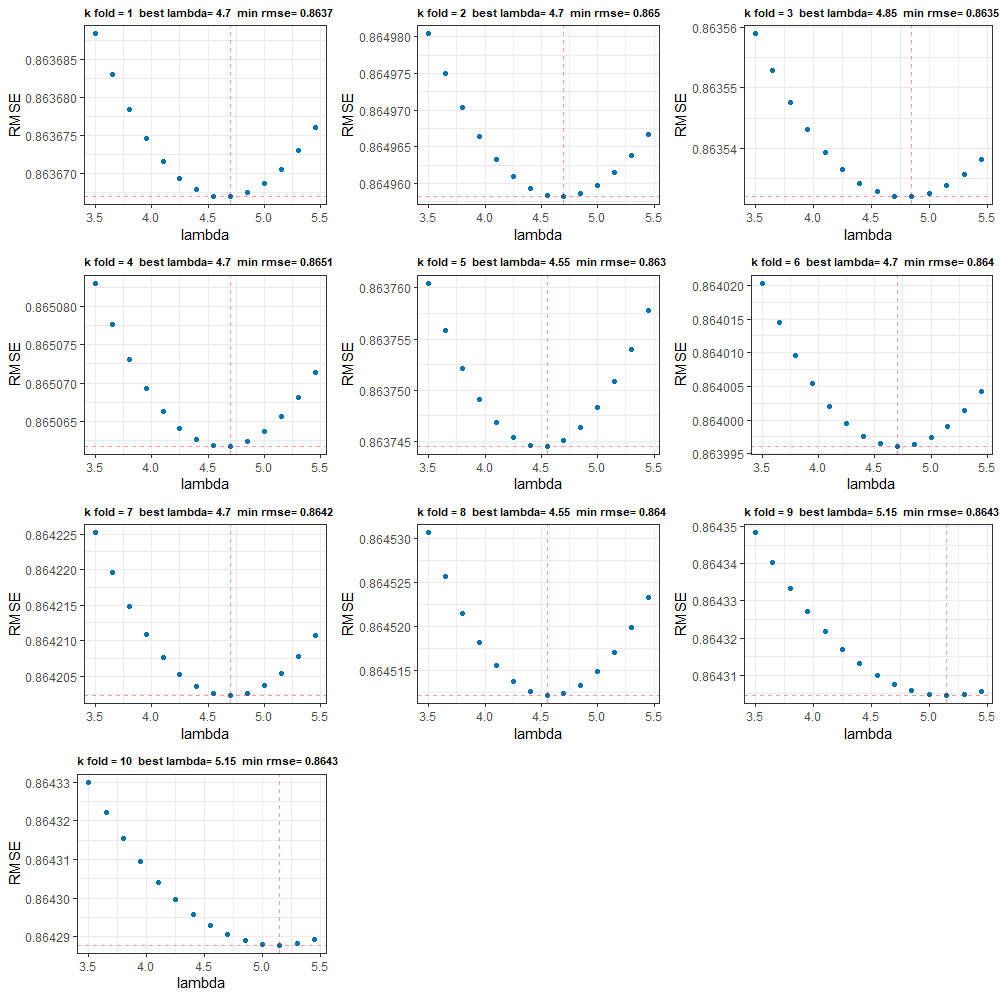 k fold = 1 best lambda= 4.7 min rmse= 0.8637
0.863685
0.863680
0.863675
0.863670
RMSE
3.5 4.0 4.5 5.0 5.5
lambda
k fold = 2 best lambda= 4.7 min rmse= 0.865
0.864980
0.864975
0.864970
0.864965
0.864960
RMSE
3.5 4.0 4.5 5.0 5.5
lambda
k fold = 3 best lambda= 4.85 min rmse= 0.8635
0.86356
0.86355
0.86354
RMSE
3.5 4.0 4.5 5.0 5.5
lambda
k fold = 4 best lambda= 4.7 min rmse= 0.8651
0.865080
0.865075
0.865070
0.865065
RMSE
3.5 4.0 4.5 5.0 5.5
lambda
k fold = 5 best lambda= 4.55 min rmse= 0.863
0.863760
0.863755
0.863750
0.863745
RMSE
3.5 4.0 4.5 5.0 5.5
lambda
k fold = 6 best lambda= 4.7 min rmse= 0.864
0.864020
0.864015
0.864010
0.864005
0.864000
0.863995
RMSE
3.5 4.0 4.5 5.0 5.5
lambda
k fold = 7 best lambda= 4.7 min rmse= 0.8642
0.864225
0.864220
0.864215
0.864210
0.864205
RMSE
3.5 4.0 4.5 5.0 5.5
lambda
k fold = 8 best lambda= 4.55 min rmse= 0.864
0.864530
0.864525
0.864520
0.864515
RMSE
3.5 4.0 4.5 5.0 5.5
lambda
k fold = 9 best lambda= 5.15 min rmse= 0.8643
0.86435
0.86434
0.86433
0.86432
0.86431
RMSE
3.5 4.0 4.5 5.0 5.5
lambda
k fold = 10 best lambda= 5.15 min rmse= 0.8643
0.86433
0.86432
0.86431
0.86430
0.86429
RMSE
3.5 4.0 4.5 5.0 5.5
lambda